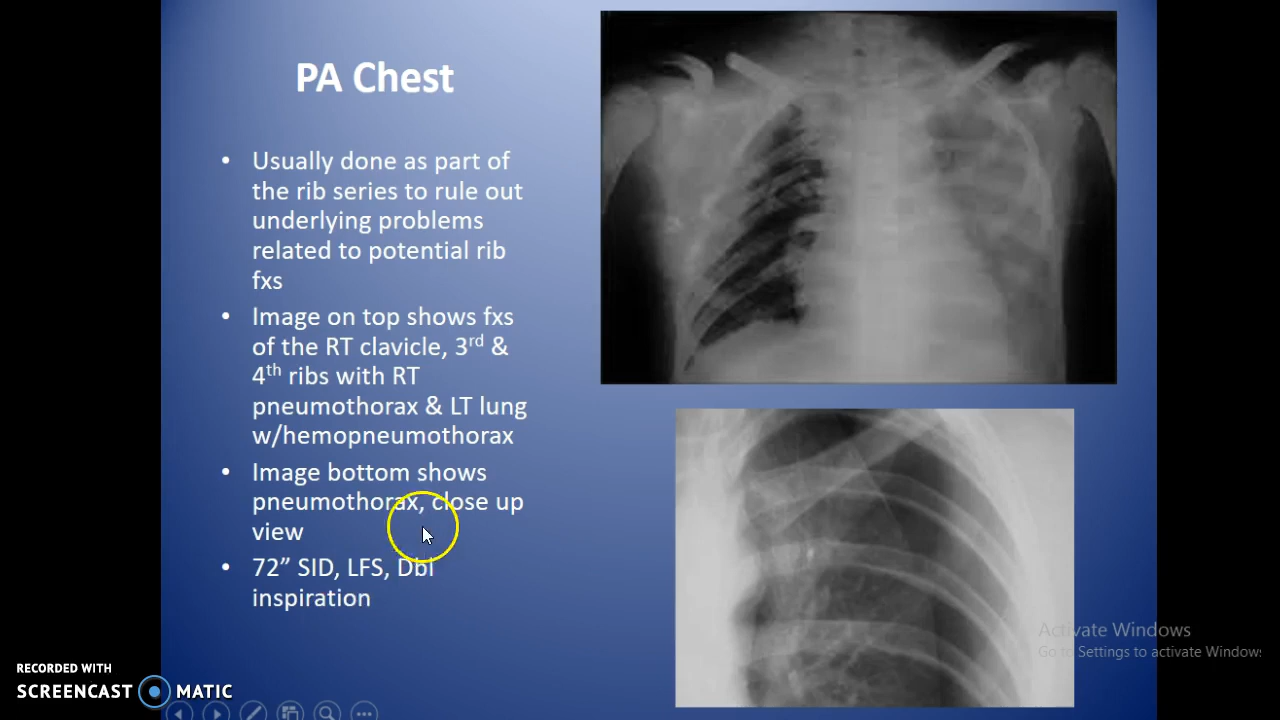 PA Chest
• Usually done as part of
the rib series to rule out
underlying problems
related to potential rib
fxs
• Image on top shows fxs
of the RT clavicle, 3rd &
4th ribs with RT
pneumothorax & LT lung
w/hemopneumothorax
• Image bottom shows
pneumothorax, close up
view
• 72” SID, LFS, Dbl
inspiration
Activate Windows
Go to Settings to activate Windows
RECORDED WITH
SCREENCAST MATIC